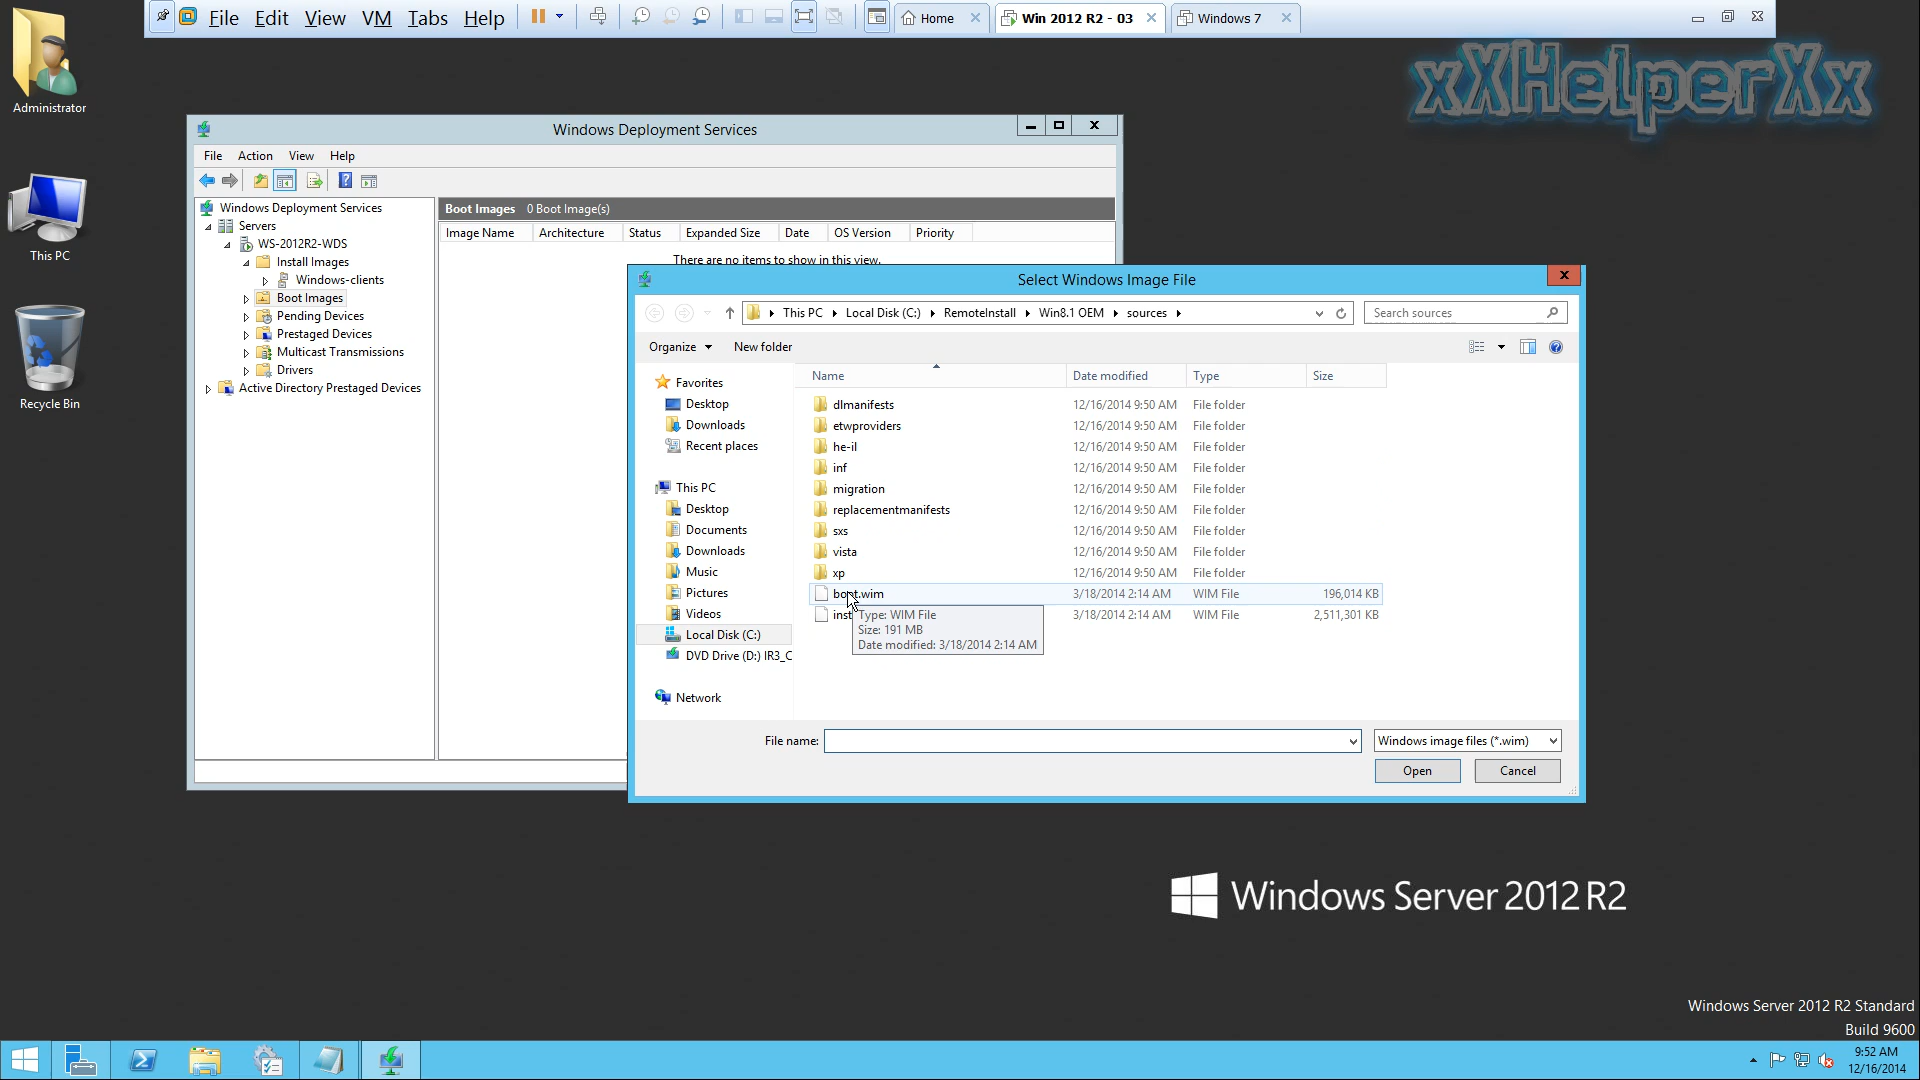 File Edit View VM Tabs Help
Home
Win 2012 R2 - 03
Windows 7
xXHelperXx
Administrator
This PC
Recycle Bin
Windows Deployment Services
File Action View Help
Windows Deployment Services
Servers
WS-2012R2-WDS
Install Images
Windows-clients
Boot Images
Pending Devices
Prestaged Devices
Multicast Transmissions
Drivers
Active Directory Prestaged Devices
Boot Images 0 Boot Image(s)
Image Name Architecture Status Expanded Size Date OS Version Priority
There are no items to show in this view.
Select Windows Image File
This PC Local Disk (C:) RemoteInstall Win8.1 OEM sources
Search sources
Organize New folder
Favorites
Desktop
Downloads
Recent places
This PC
Desktop
Documents
Downloads
Music
Pictures
Videos
Local Disk (C:)
DVD Drive (D:) IR3_C
Network
Name Date modified Type Size
dlmanifests 12/16/2014 9:50 AM File folder
etwproviders 12/16/2014 9:50 AM File folder
he-il 12/16/2014 9:50 AM File folder
inf 12/16/2014 9:50 AM File folder
migration 12/16/2014 9:50 AM File folder
replacementmanifests 12/16/2014 9:50 AM File folder
sxs 12/16/2014 9:50 AM File folder
vista 12/16/2014 9:50 AM File folder
xp 12/16/2014 9:50 AM File folder
boot.wim 3/18/2014 2:14 AM WIM File 196,014 KB
inst 3/18/2014 2:14 AM WIM File 2,511,301 KB
Type: WIM File
Size: 191 MB
Date modified: 3/18/2014 2:14 AM
File name:
Windows image files (*.wim)
Open Cancel
Windows Server 2012 R2
Windows Server 2012 R2 Standard
Build 9600
9:52 AM
12/16/2014